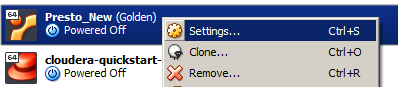 64 Presto_New (Golden)
Powered Off
64 cloudera-quickstart-
Powered Off
Settings... Ctrl+S
Clone... Ctrl+O
Remove... Ctrl+R